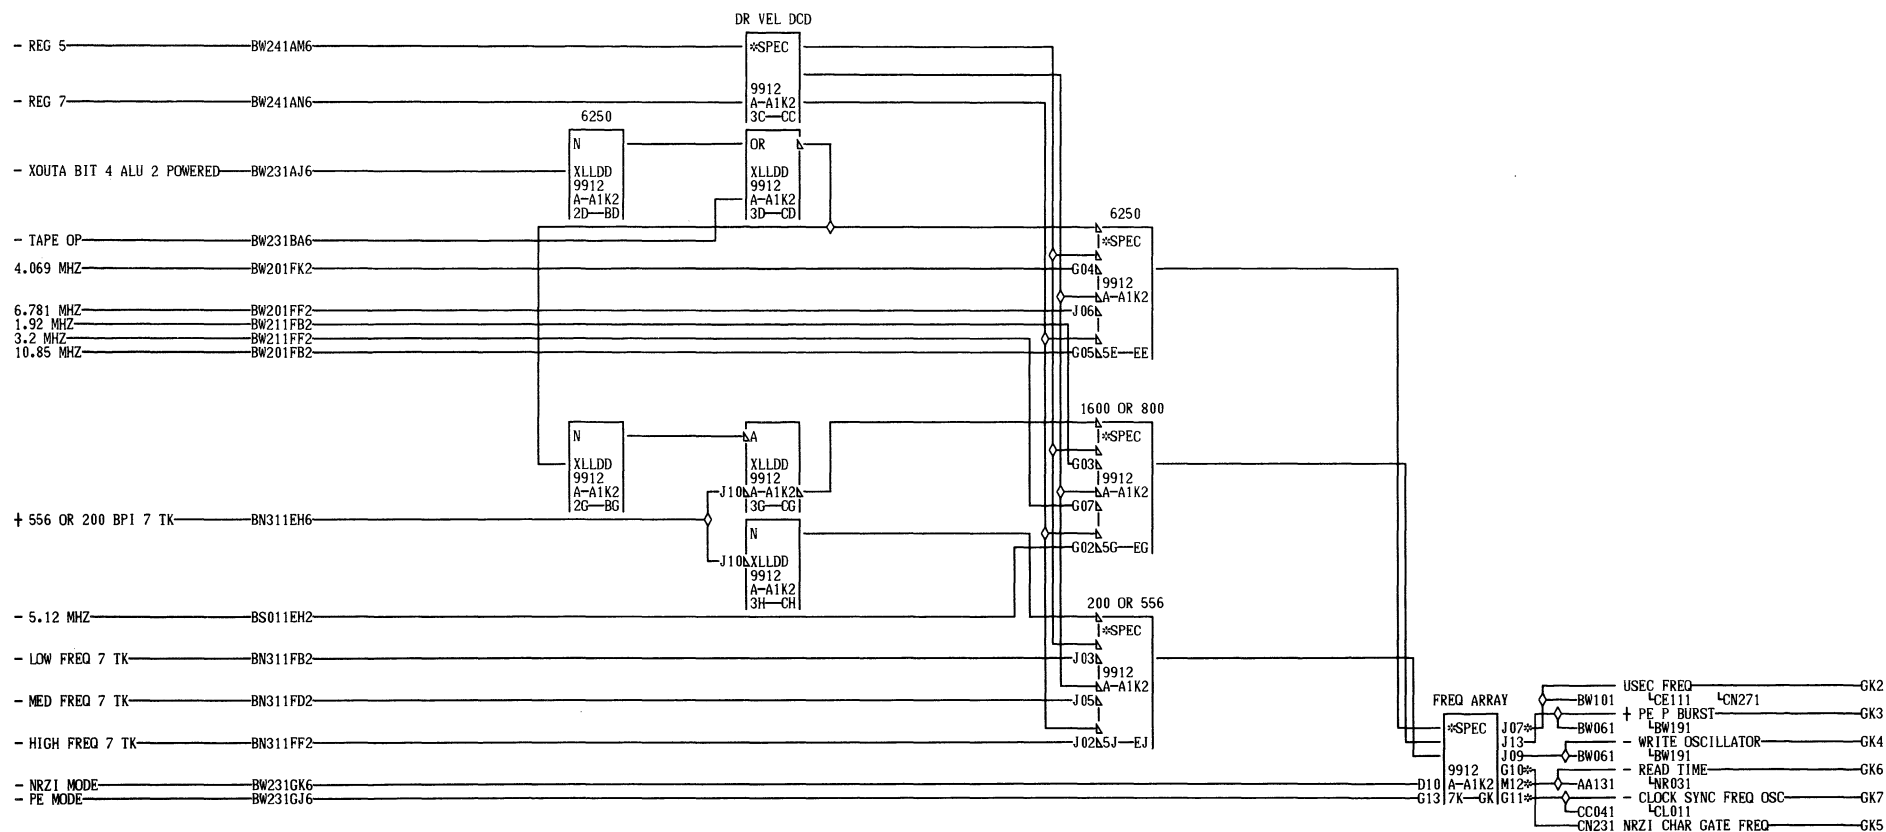 DR VEL DCD
- REG 5 BW241AM6 *SPEC
9912
- REG 7 BW241AN6 A-A1K2
3C CC
6250
N OR
- XOUTA BIT 4 ALU 2 POWERED BW231AJ6 XLLDD XLLDD
9912 9912
A-A1K2 A-A1K2
2D BD 3D CD
6250
- TAPE OP BW231BA6 *SPEC
4.069 MHZ BW201FK2 G04
9912
A-A1K2
6.781 MHZ BW201FF2 J06
1.92 MHZ BW211FB2
3.2 MHZ BW211FF2
10.85 MHZ BW201FB2 G05 5E EE
1600 OR 800
N A *SPEC
XLLDD XLLDD G03
9912 9912 9912
A-A1K2 J10 A-A1K2 A-A1K2
2G BG 3G CG G07
+ 556 OR 200 BPI 7 TK BN311EH6
N
G02 5G EG
J10 XLLDD
9912
A-A1K2
3H CH
200 OR 556
- 5.12 MHZ BS011EH2
*SPEC
- LOW FREQ 7 TK BN311FB2 J03
9912
A-A1K2
- MED FREQ 7 TK BN311FD2 J05
- HIGH FREQ 7 TK BN311FF2 J02 5J EJ
USEC FREQ GK2
FREQ ARRAY BW101 CE111 CN271
+ PE P BURST GK3
*SPEC J07* BW061 BW191
J13 - WRITE OSCILLATOR GK4
J09 BW061 BW191
9912 G10* - READ TIME GK6
- NRZI MODE BW231GK6 D10 A-A1K2 M12* AA131 NR031
- PE MODE BW231GJ6 G13 7K GK G11* - CLOCK SYNC FREQ OSC GK7
CC041 CL011
CN231 NRZI CHAR GATE FREQ GK5